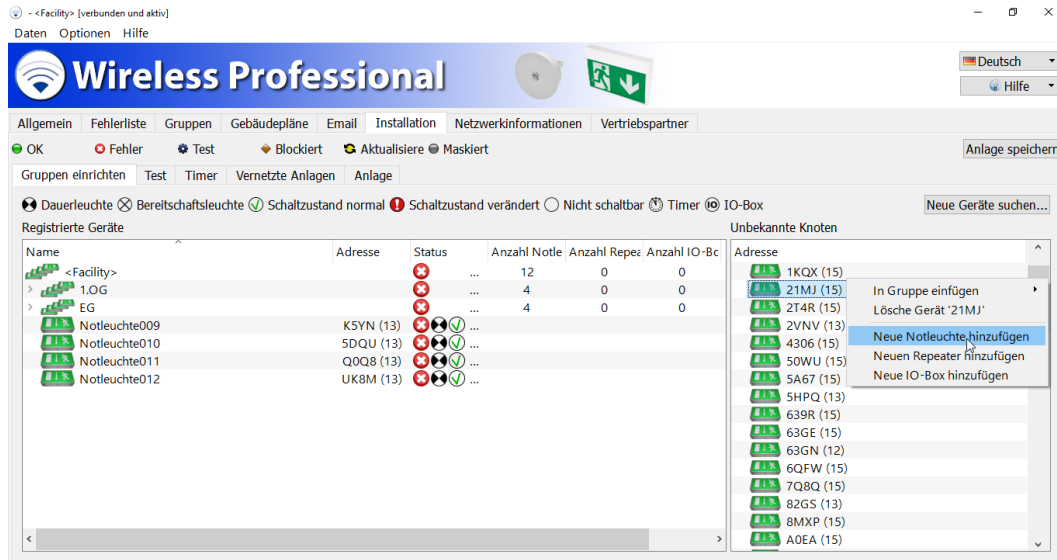 - <Facility> [verbunden und aktiv]
Daten Optionen Hilfe
Wireless Professional
Deutsch
Hilfe
Allgemein Fehlerliste Gruppen Gebäudepläne Email Installation Netzwerkinformationen Vertriebspartner
OK Fehler Test Blockiert Aktualisiere Maskiert
Anlage speichern
Gruppen einrichten Test Timer Vernetzte Anlagen Anlage
Dauerleuchte Bereitschaftsleuchte Schaltzustand normal Schaltzustand verändert Nicht schaltbar Timer IO-Box
Neue Geräte suchen...
Registrierte Geräte
Unbekannte Knoten
Name Adresse Status Anzahl Notle Anzahl Repea Anzahl IO-Bc
Adresse
<Facility> ... 12 0 0
1.OG ... 4 0 0
EG ... 4 0 0
Notleuchte009 K5YN (13) ...
Notleuchte010 5DQU (13) ...
Notleuchte011 Q0Q8 (13) ...
Notleuchte012 UK8M (13) ...
1KQX (15)
21MJ (15)
2T4R (15)
2VNV (13)
4306 (15)
50WU (15)
5A67 (15)
5HPQ (13)
639R (15)
63GE (15)
63GN (12)
6QFW (15)
7Q8Q (15)
82GS (13)
8MXP (15)
A0EA (15)
In Gruppe einfügen
Lösche Gerät '21MJ'
Neue Notleuchte hinzufügen
Neuen Repeater hinzufügen
Neue IO-Box hinzufügen